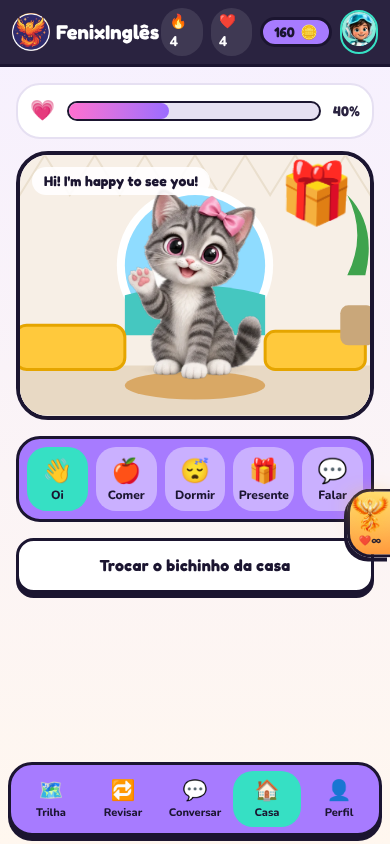 FenixInglês
4
4
160
40%
Hi! I'm happy to see you!
Oi
Comer
Dormir
Presente
Falar
∞
Trocar o bichinho da casa
Trilha
Revisar
Conversar
Casa
Perfil